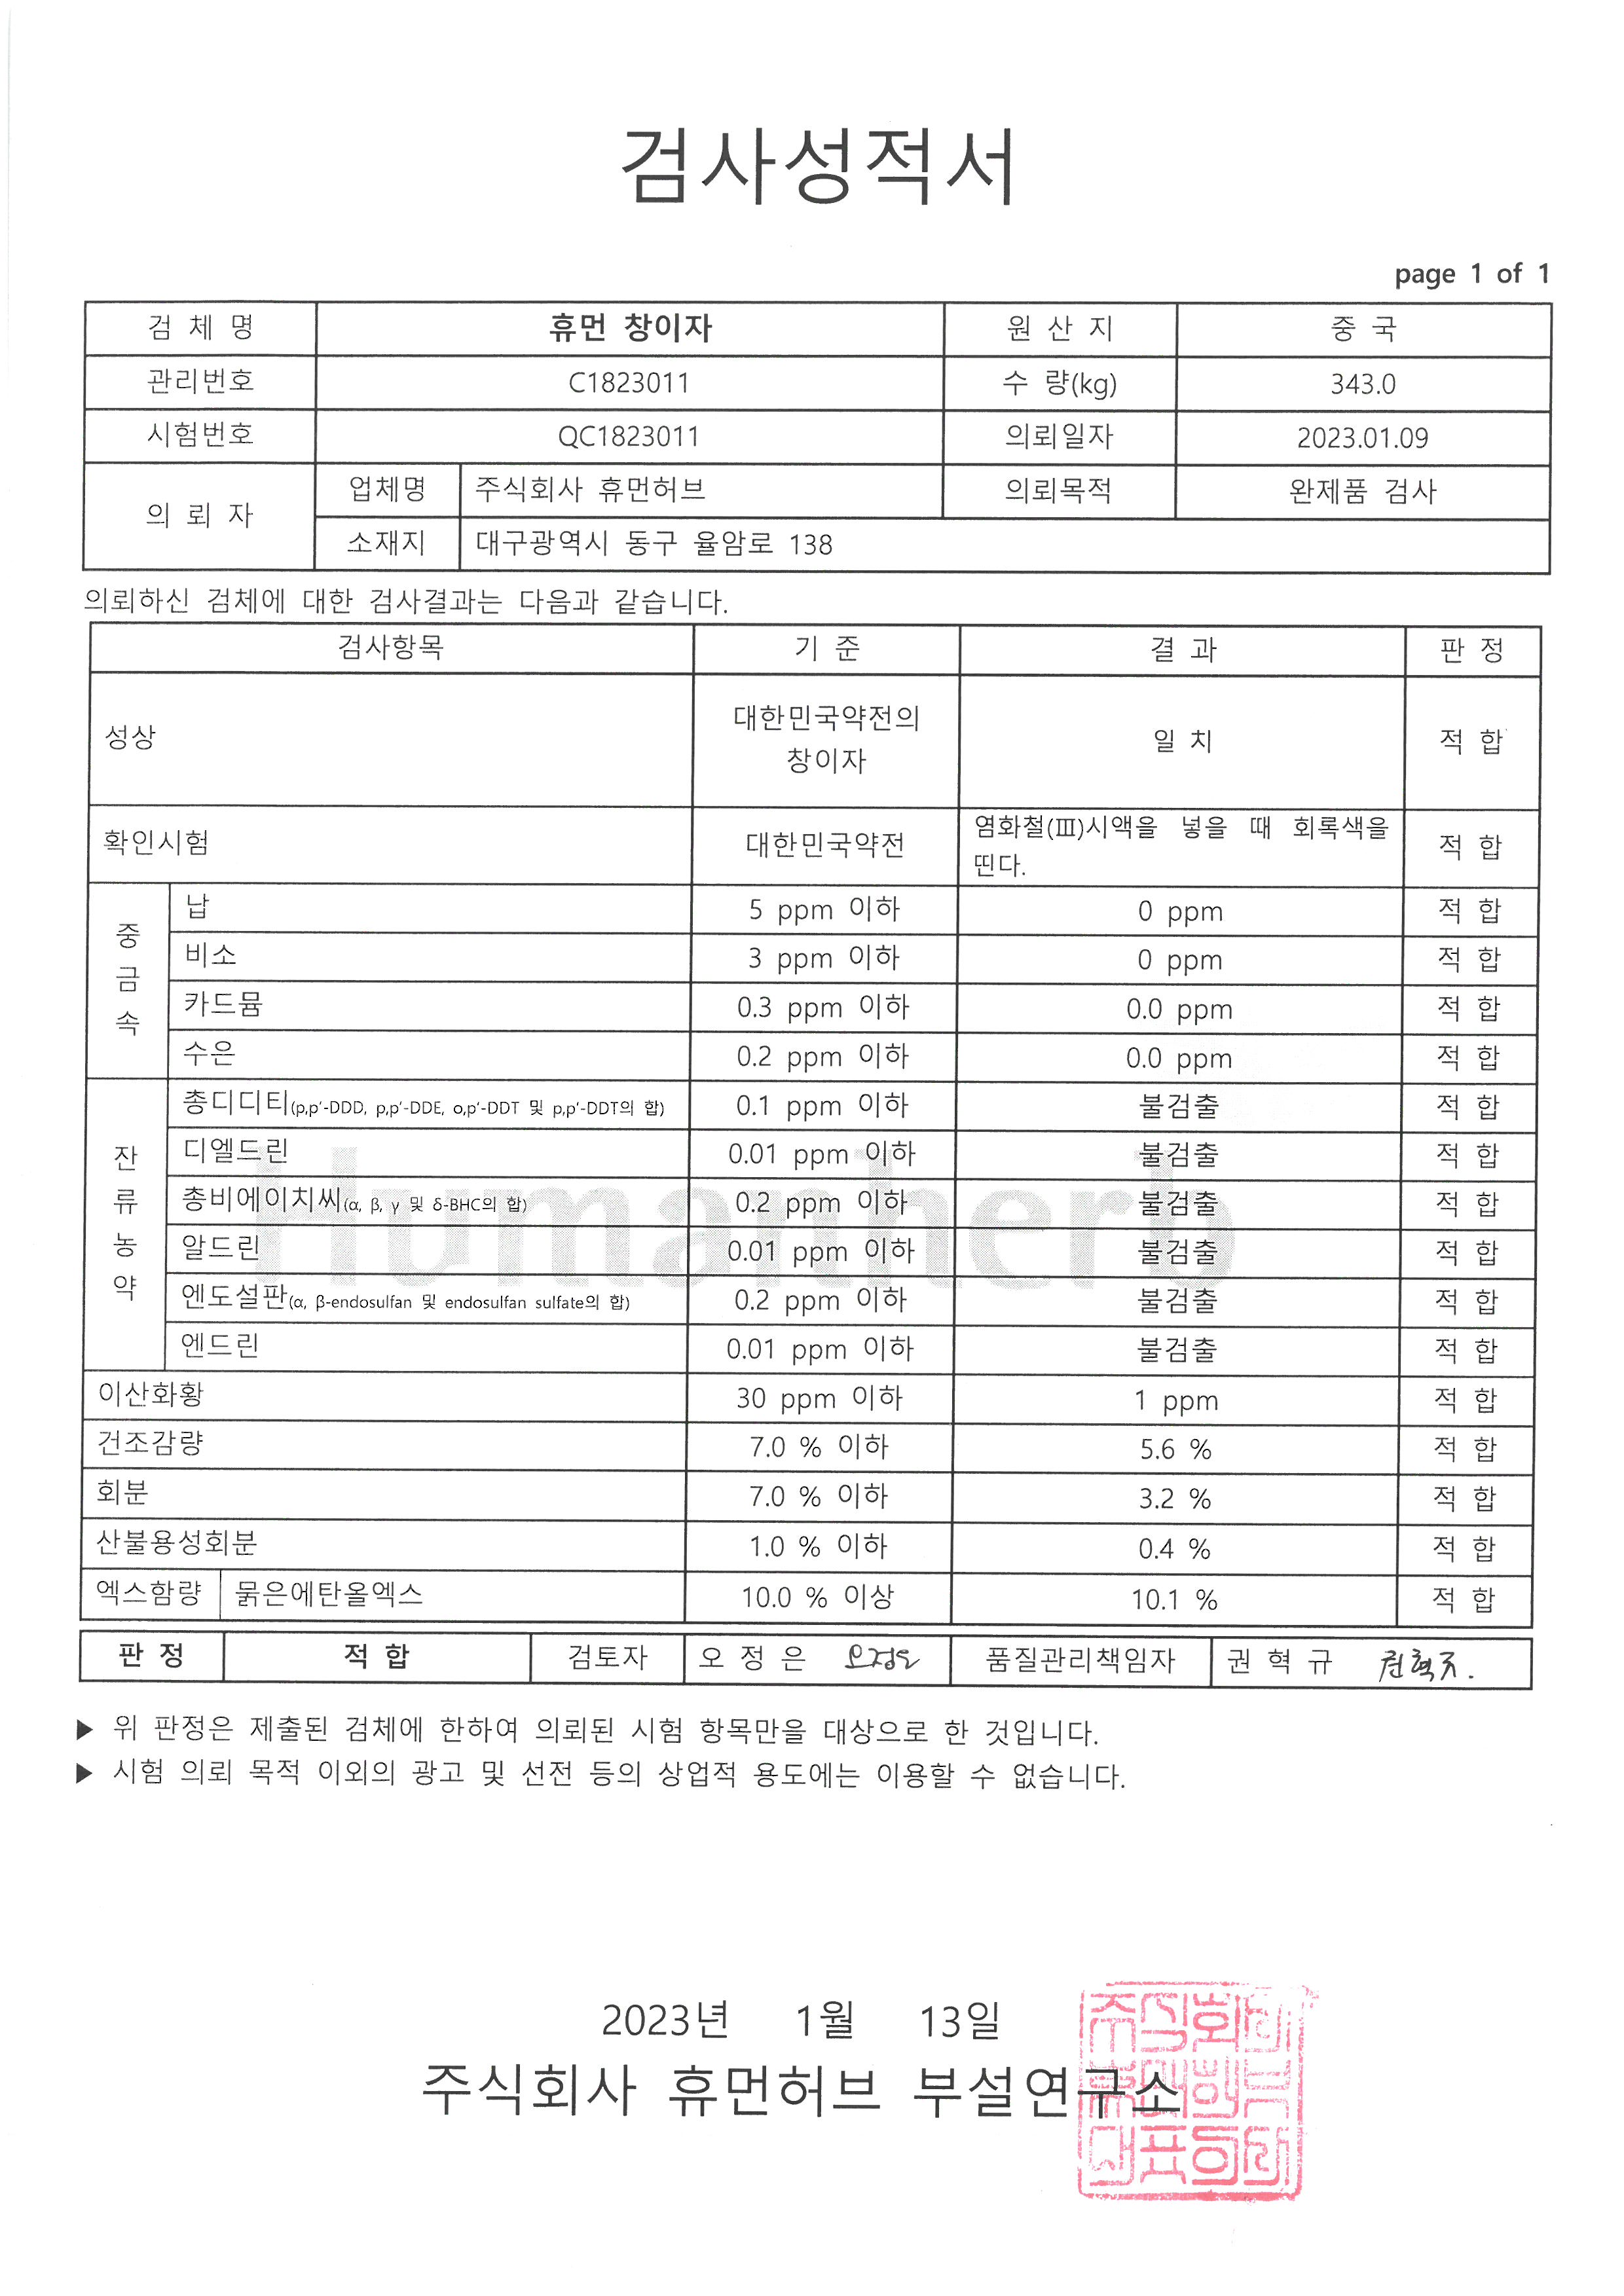 검사성적서
page 1 of 1
검 체 명 휴먼 창이자 원 산 지 중 국
관리번호 C1823011 수 량(kg) 343.0
시험번호 QC1823011 의뢰일자 2023.01.09
의 뢰 자 업체명 주식회사 휴먼허브 의뢰목적 완제품 검사
소재지 대구광역시 동구 율암로 138
의뢰하신 검체에 대한 검사결과는 다음과 같습니다.
검사항목 기 준 결 과 판 정
성상 대한민국약전의 창이자 일 치 적 합
확인시험 대한민국약전 염화철(Ⅲ)시액을 넣을 때 회록색을 띤다. 적 합
중금속
납 5 ppm 이하 0 ppm 적 합
비소 3 ppm 이하 0 ppm 적 합
카드뮴 0.3 ppm 이하 0.0 ppm 적 합
수은 0.2 ppm 이하 0.0 ppm 적 합
잔류농약
총디디티(p,p'-DDD, p,p'-DDE, o,p'-DDT 및 p,p'-DDT의 합) 0.1 ppm 이하 불검출 적 합
디엘드린 0.01 ppm 이하 불검출 적 합
총비에이치씨(α, β, γ 및 δ-BHC의 합) 0.2 ppm 이하 불검출 적 합
알드린 0.01 ppm 이하 불검출 적 합
엔도설판(α, β-endosulfan 및 endosulfan sulfate의 합) 0.2 ppm 이하 불검출 적 합
엔드린 0.01 ppm 이하 불검출 적 합
Humanherb
이산화황 30 ppm 이하 1 ppm 적 합
건조감량 7.0 % 이하 5.6 % 적 합
회분 7.0 % 이하 3.2 % 적 합
산불용성회분 1.0 % 이하 0.4 % 적 합
엑스함량 묽은에탄올엑스 10.0 % 이상 10.1 % 적 합
판 정 적 합 검토자 오 정 은 오정은 품질관리책임자 권 혁 규 권혁규.
▶ 위 판정은 제출된 검체에 한하여 의뢰된 시험 항목만을 대상으로 한 것입니다.
▶ 시험 의뢰 목적 이외의 광고 및 선전 등의 상업적 용도에는 이용할 수 없습니다.
2023년 1월 13일
주식회사 휴먼허브 부설연구소